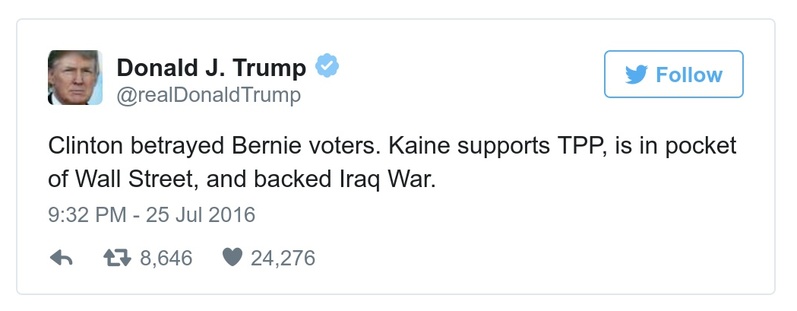 Donald J. Trump
Follow
@realDonaldTrump
Clinton betrayed Bernie voters. Kaine supports TPP, is in pocket
of Wall Street, and backed Iraq War.
9:32 PM - 25 Jul 2016
8,646 24,276